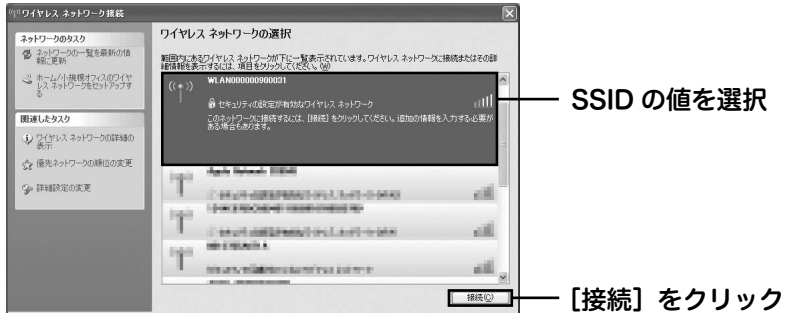 ワイヤレス ネットワーク接続
ネットワークのタスク
ネットワークの一覧を最新の情
報に更新
ホーム/小規模オフィスのワイヤ
レス ネットワークをセットアップす
る
関連したタスク
ワイヤレス ネットワークの詳細の
表示
優先ネットワークの順位の変更
詳細設定の変更
ワイヤレス ネットワークの選択
範囲内にあるワイヤレス ネットワークが下に一覧表示されています。ワイヤレス ネットワークに接続またはその詳
細情報を表示するには、項目をクリックしてください。(W)
WLAN000000900031
セキュリティの設定が有効なワイヤレス ネットワーク
このネットワークに接続するには、[接続] をクリックしてください。追加の情報を入力する必要が
ある場合もあります。
接続(C)
SSID の値を選択
[接続] をクリック